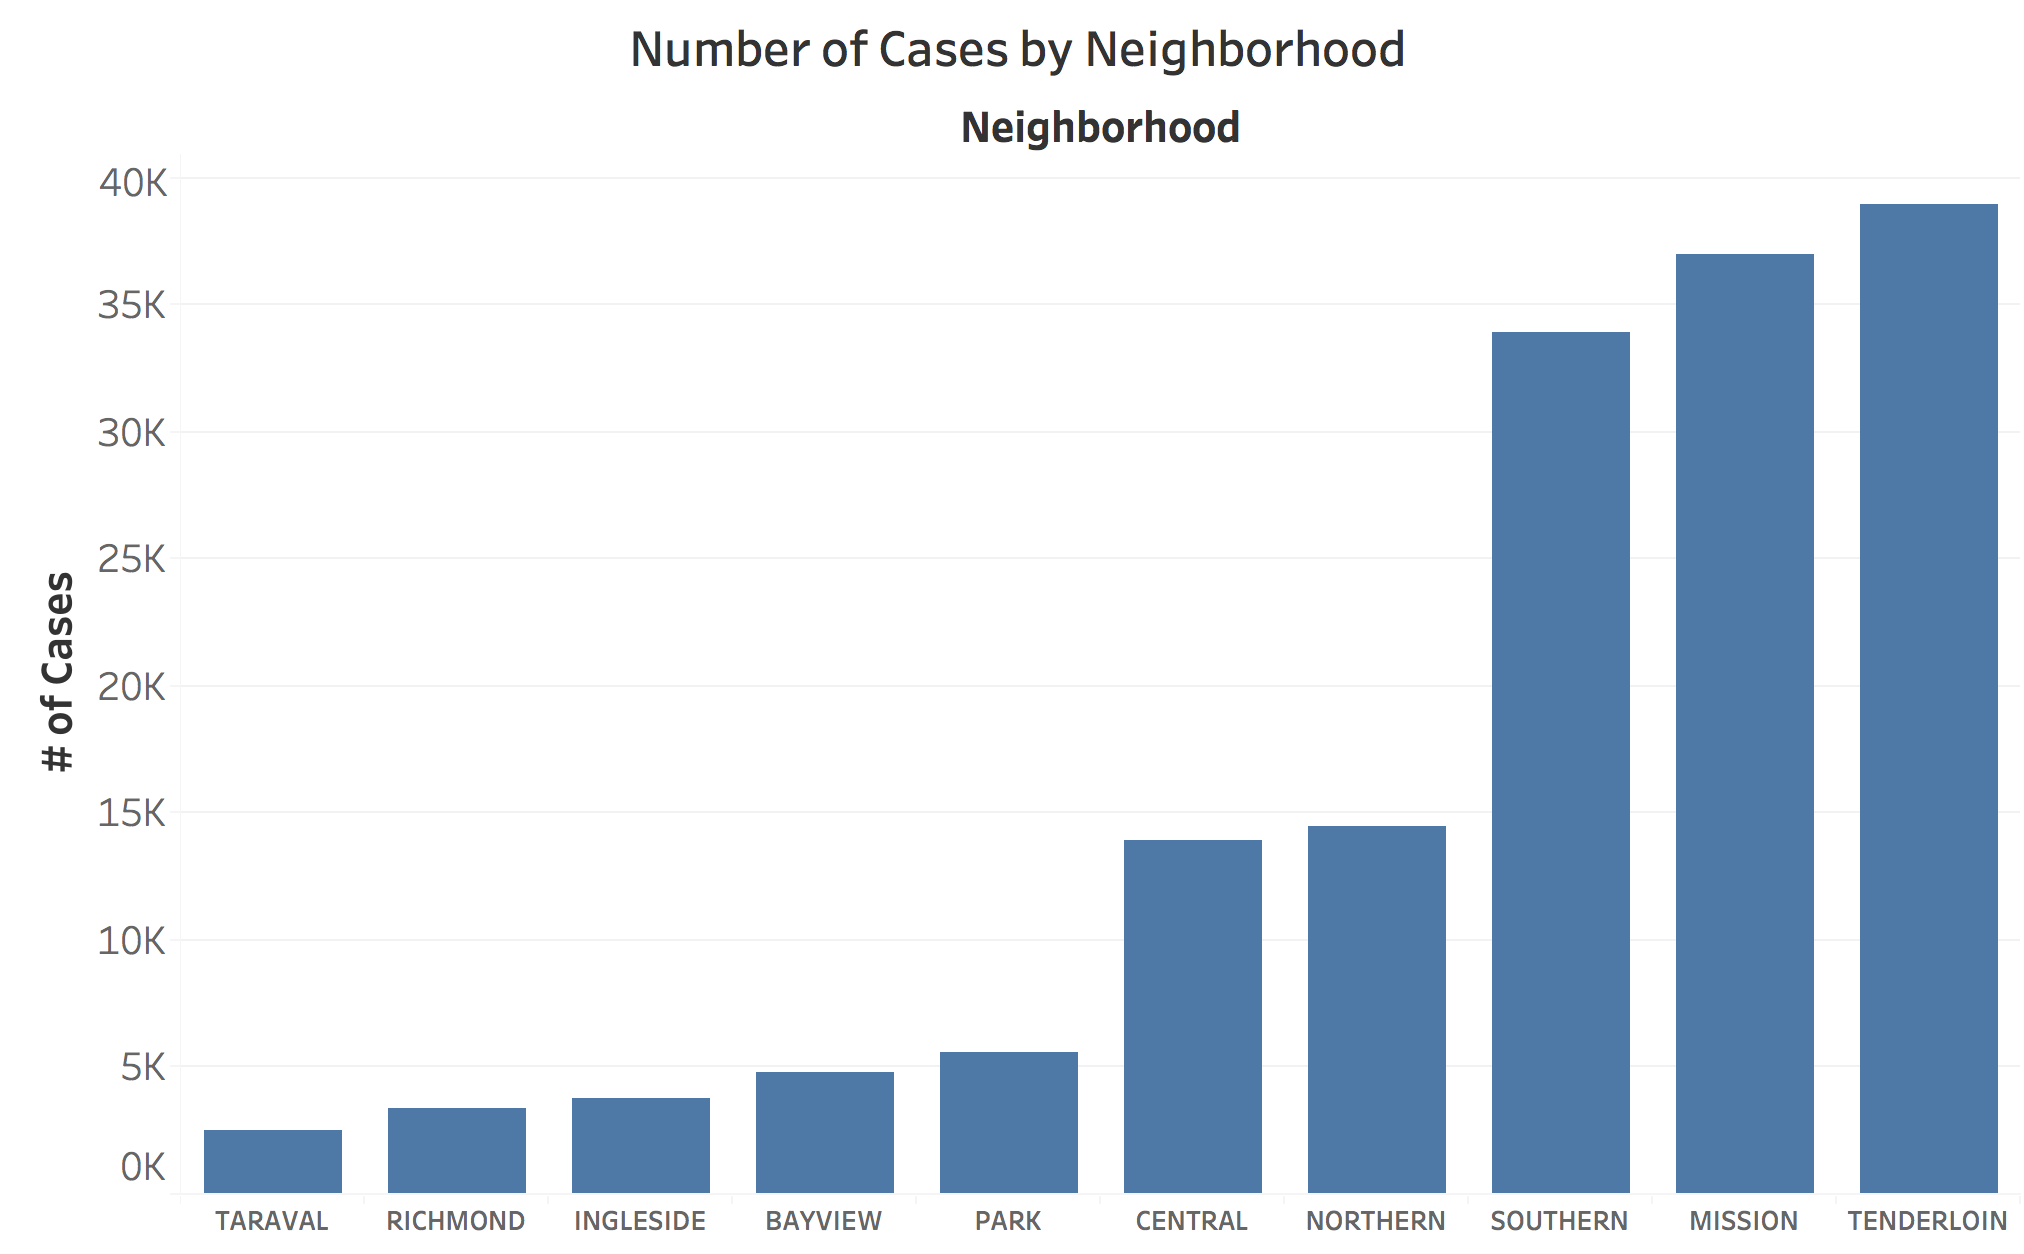 Number of Cases by Neighborhood
Neighborhood
40K
35K
30K
25K
20K
15K
10K
5K
0K
# of Cases
TARAVAL RICHMOND INGLESIDE BAYVIEW PARK CENTRAL NORTHERN SOUTHERN MISSION TENDERLOIN